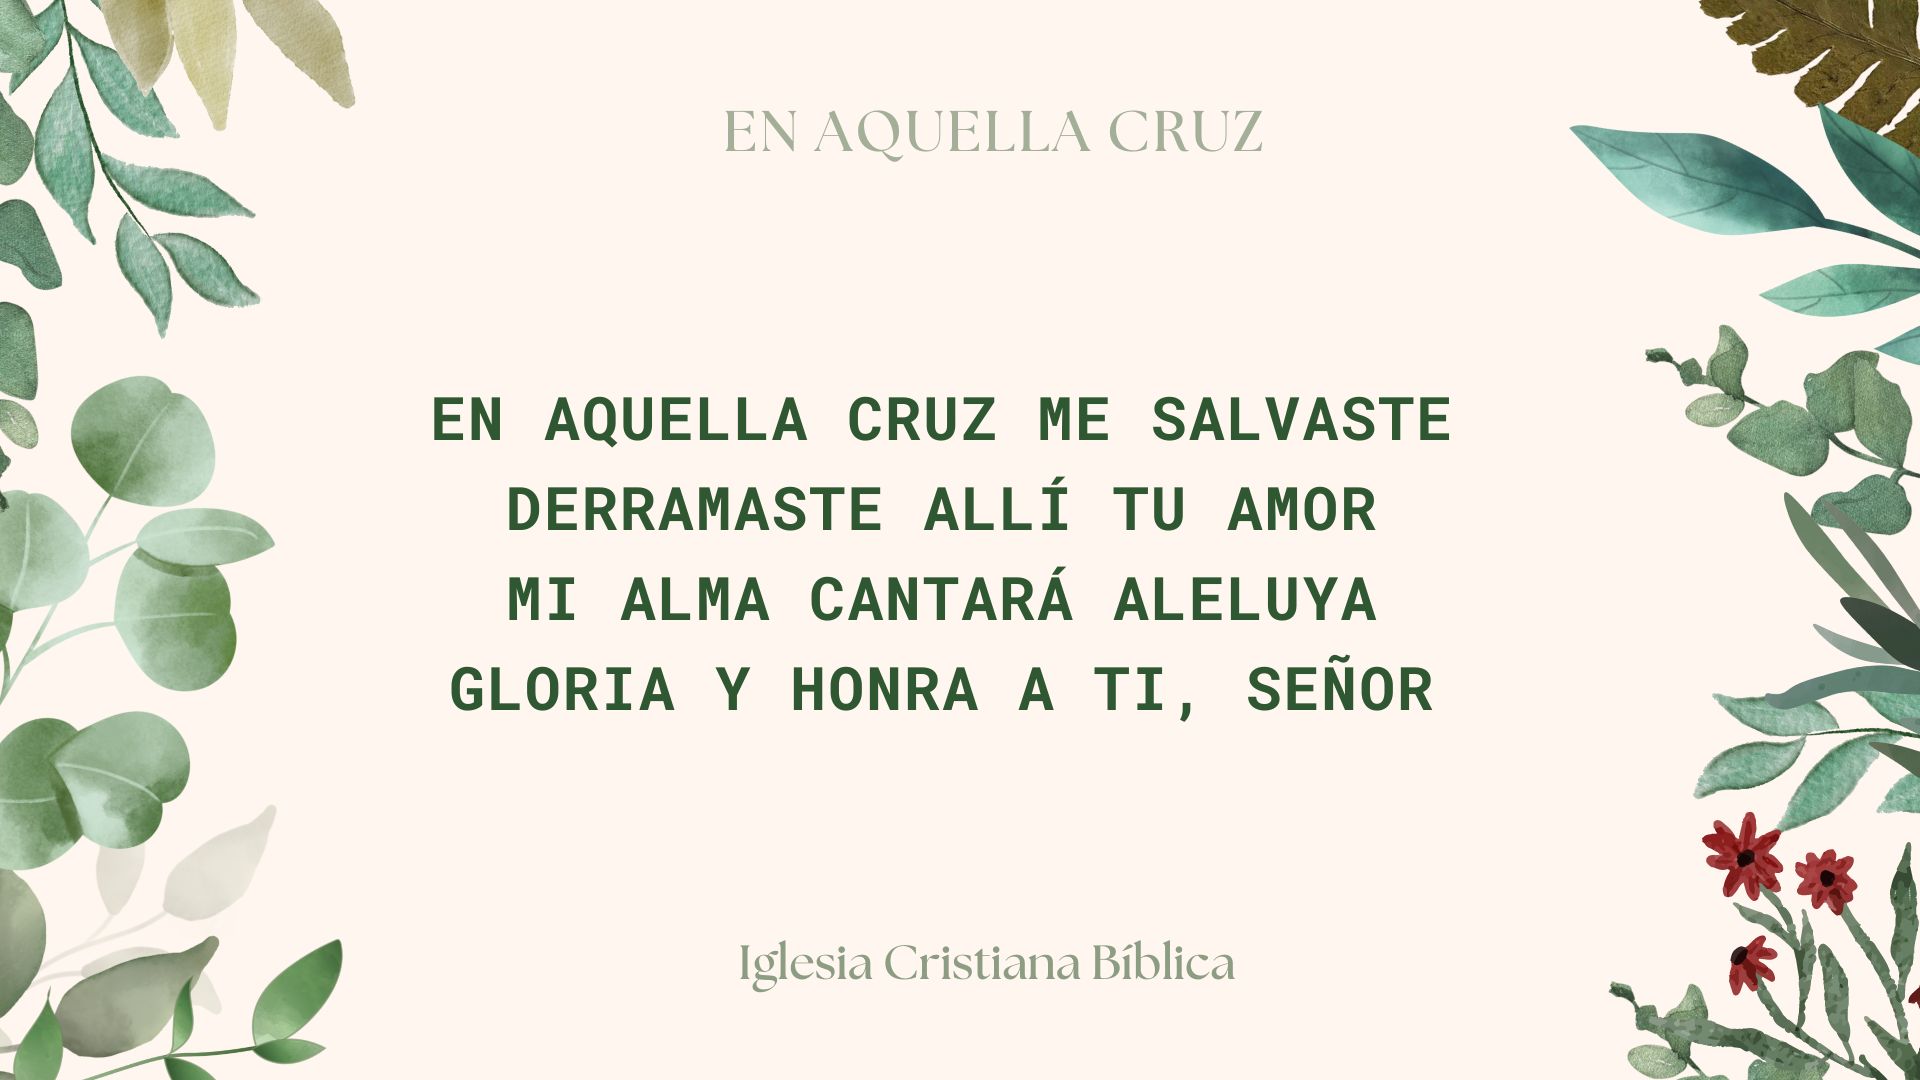 EN AQUELLA CRUZ
EN AQUELLA CRUZ ME SALVASTE
DERRAMASTE ALLÍ TU AMOR
MI ALMA CANTARÁ ALELUYA
GLORIA Y HONRA A TI, SEÑOR
Iglesia Cristiana Bíblica